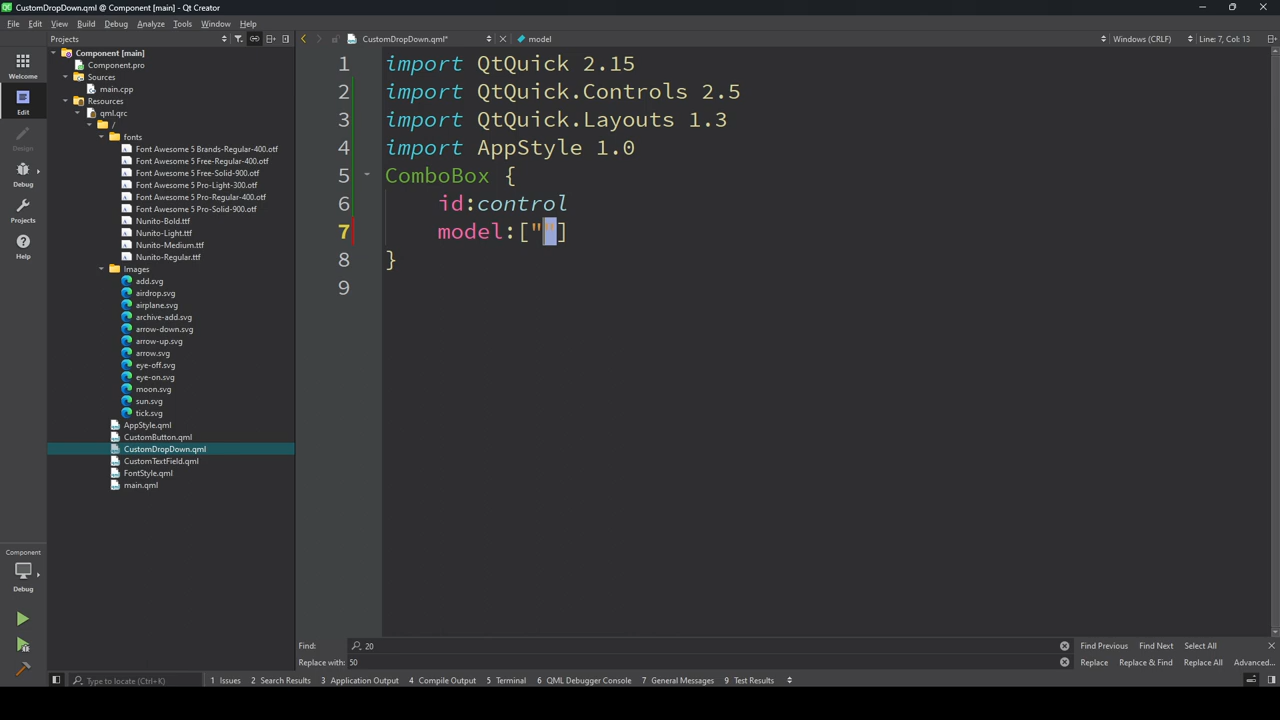 CustomDropDown.qml @ Component [main] - Qt Creator
File Edit View Build Debug Analyze Tools Window Help
Projects
CustomDropDown.qml*
model
Windows (CRLF)
Line: 7, Col: 13
Welcome
Edit
Design
Debug
Projects
Help
Component
Debug
Component [main]
Component.pro
Sources
main.cpp
Resources
qml.qrc
/
fonts
Font Awesome 5 Brands-Regular-400.otf
Font Awesome 5 Free-Regular-400.otf
Font Awesome 5 Free-Solid-900.otf
Font Awesome 5 Pro-Light-300.otf
Font Awesome 5 Pro-Regular-400.otf
Font Awesome 5 Pro-Solid-900.otf
Nunito-Bold.ttf
Nunito-Light.ttf
Nunito-Medium.ttf
Nunito-Regular.ttf
Images
add.svg
airdrop.svg
airplane.svg
archive-add.svg
arrow-down.svg
arrow-up.svg
arrow.svg
eye-off.svg
eye-on.svg
moon.svg
sun.svg
tick.svg
AppStyle.qml
CustomButton.qml
CustomDropDown.qml
CustomTextField.qml
FontStyle.qml
main.qml
1 import QtQuick 2.15
2 import QtQuick.Controls 2.5
3 import QtQuick.Layouts 1.3
4 import AppStyle 1.0
5 ComboBox {
6 id:control
7 model:[""]
8 }
9
Find: 20 Find Previous Find Next Select All
Replace with: 50 Replace Replace & Find Replace All Advanced...
Type to locate (Ctrl+K) 1 Issues 2 Search Results 3 Application Output 4 Compile Output 5 Terminal 6 QML Debugger Console 7 General Messages 9 Test Results